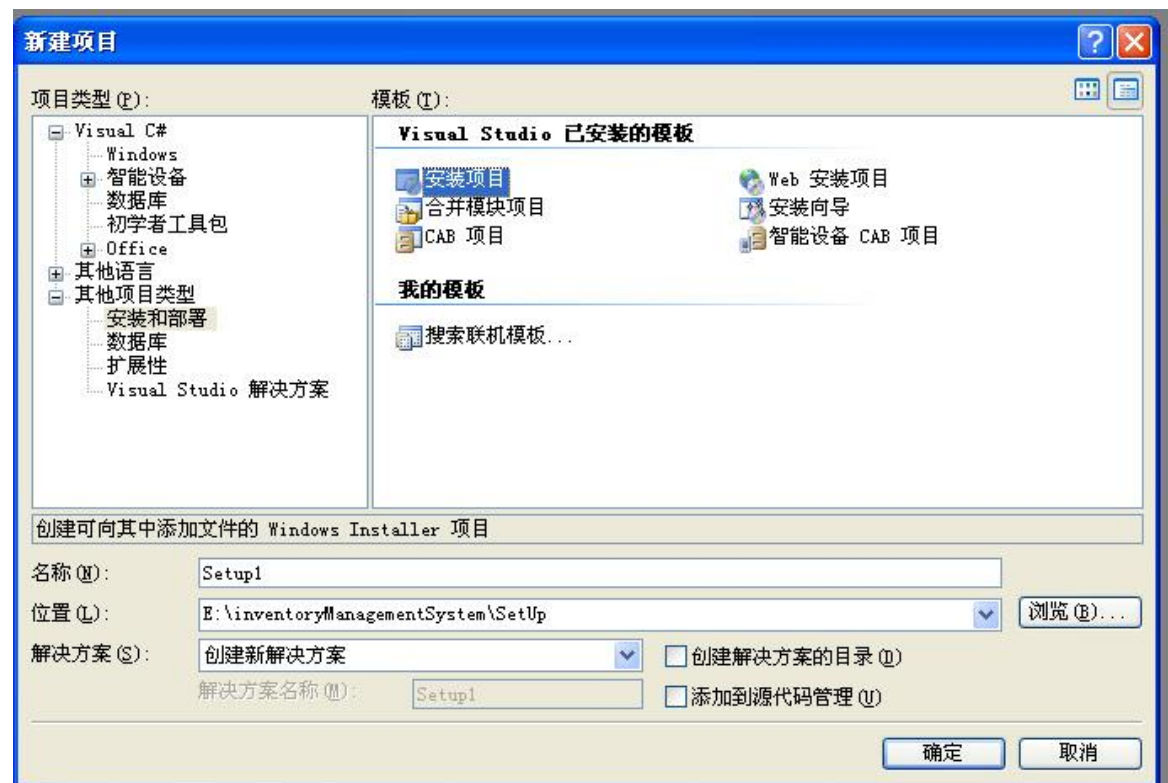 新建项目
项目类型(P):
模板(T):
Visual C#
Windows
智能设备
数据库
初学者工具包
Office
其他语言
其他项目类型
安装和部署
数据库
扩展性
Visual Studio 解决方案
Visual Studio 已安装的模板
安装项目
Web 安装项目
合并模块项目
安装向导
CAB 项目
智能设备 CAB 项目
我的模板
搜索联机模板...
创建可向其中添加文件的 Windows Installer 项目
名称(N):
Setup1
位置(L):
E:\inventoryManagementSystem\SetUp
浏览(B)...
解决方案(S):
创建新解决方案
创建解决方案的目录(D)
解决方案名称(M):
Setup1
添加到源代码管理(U)
确定
取消